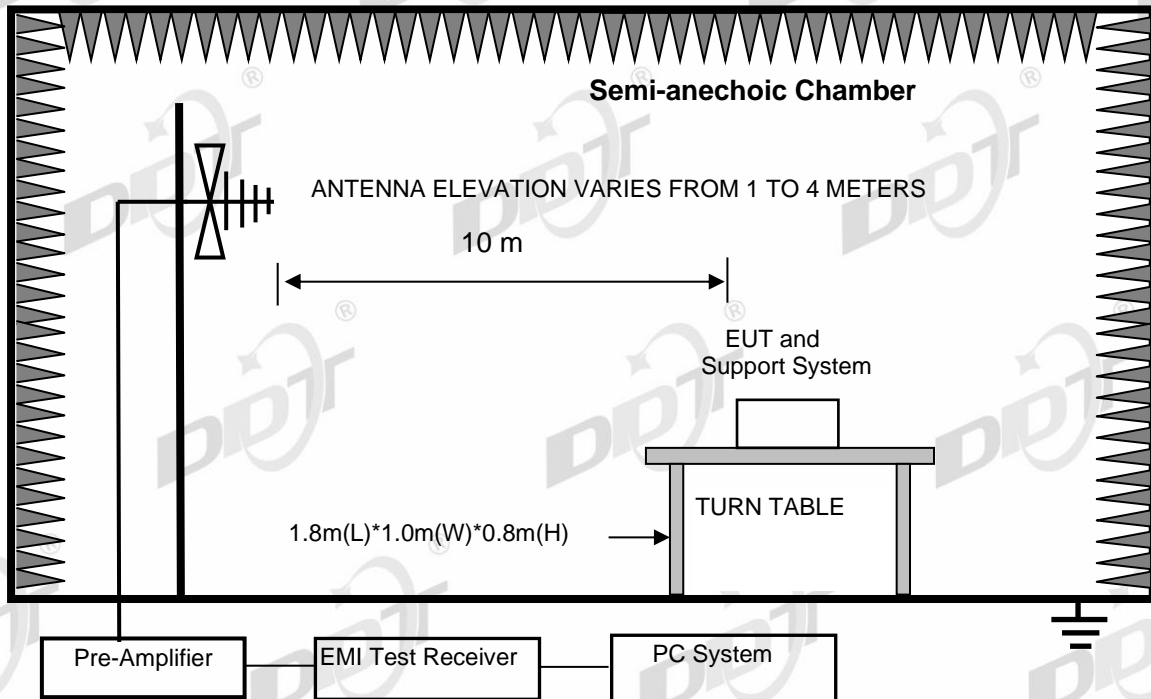 Semi-anechoic Chamber
ANTENNA ELEVATION VARIES FROM 1 TO 4 METERS
10 m
EUT and
Support System
TURN TABLE
1.8m(L)*1.0m(W)*0.8m(H)
Pre-Amplifier
EMI Test Receiver
PC System
DDT®